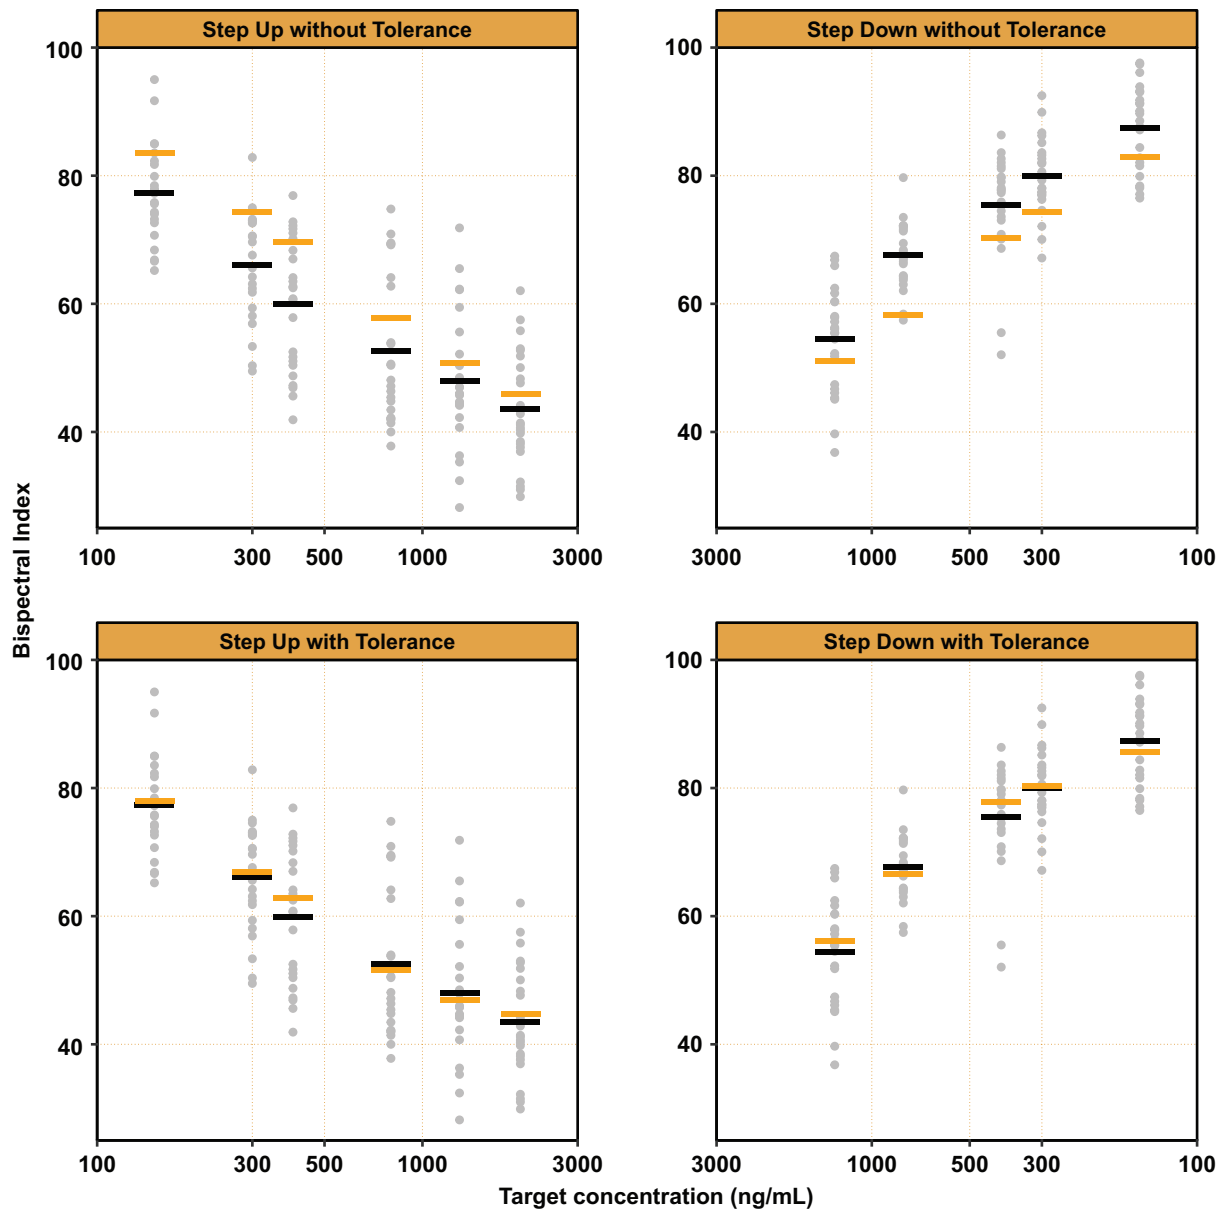 Step Up without Tolerance
Step Down without Tolerance
100
80
60
40
100
80
60
40
100 300 500 1000 3000
3000 1000 500 300 100
Bispectral Index
Step Up with Tolerance
Step Down with Tolerance
100
80
60
40
100
80
60
40
100 300 500 1000 3000
3000 1000 500 300 100
Target concentration (ng/mL)